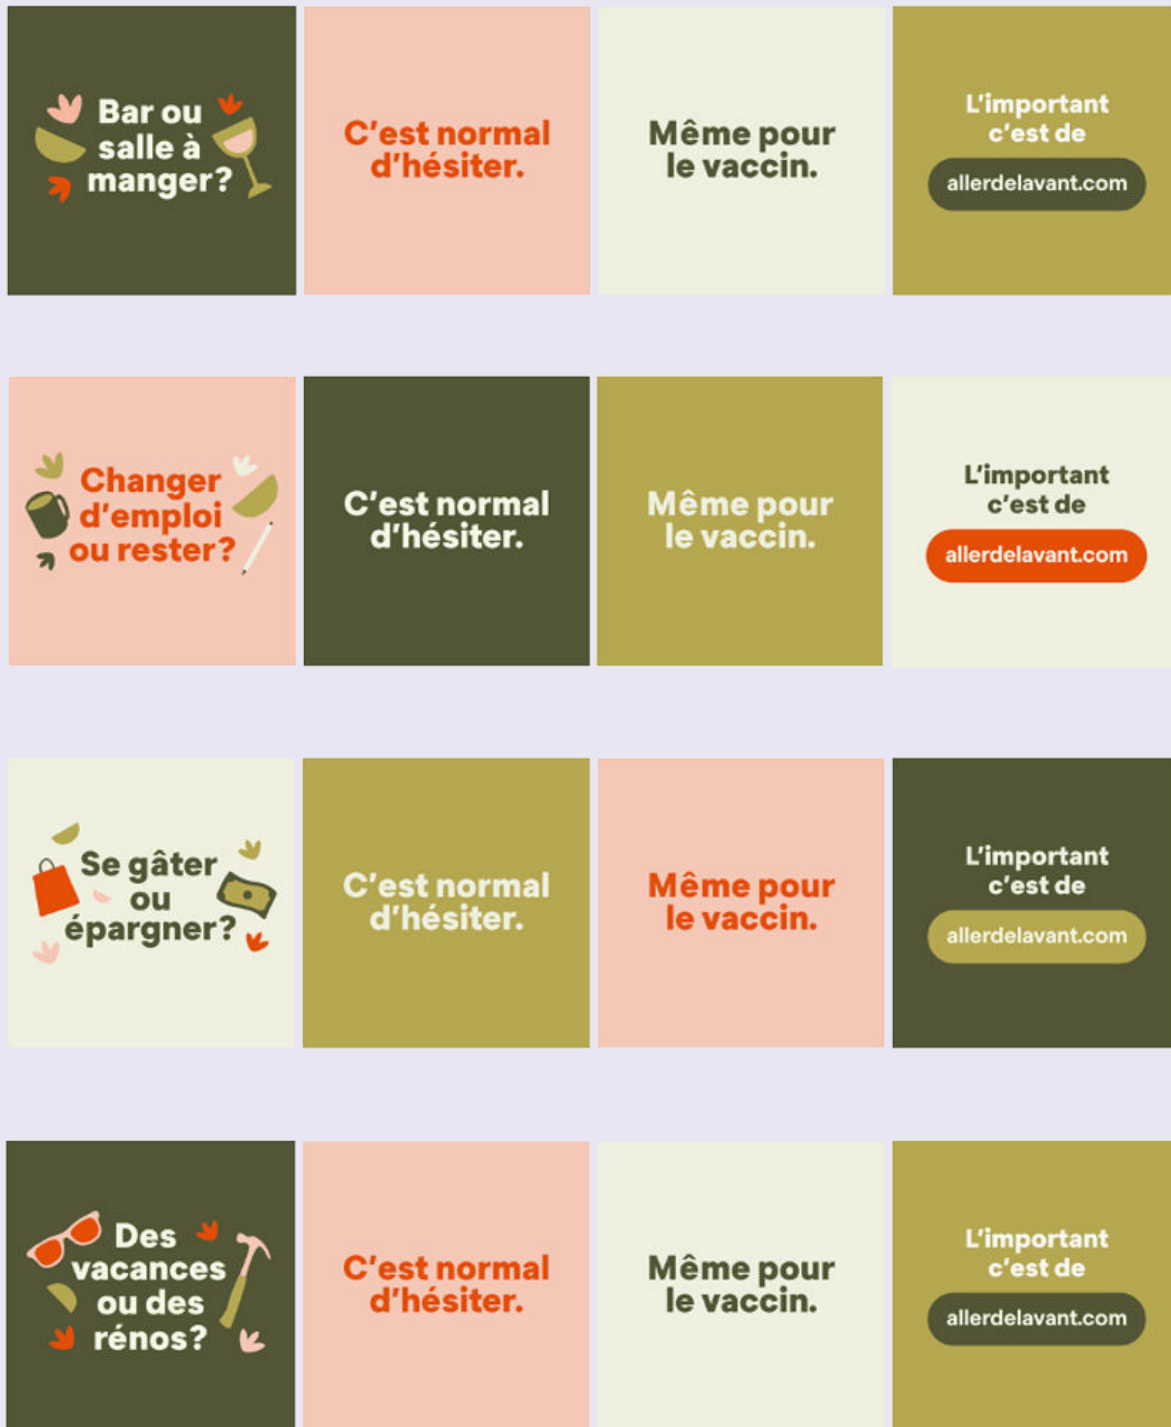 Bar ou
salle à
manger?
C'est normal
d'hésiter.
Même pour
le vaccin.
L'important
c'est de
allerdelavant.com
Changer
d'emploi
ou rester?
C'est normal
d'hésiter.
Même pour
le vaccin.
L'important
c'est de
allerdelavant.com
Se gâter
ou
épargner?
C'est normal
d'hésiter.
Même pour
le vaccin.
L'important
c'est de
allerdelavant.com
Des
vacances
ou des
rénos?
C'est normal
d'hésiter.
Même pour
le vaccin.
L'important
c'est de
allerdelavant.com